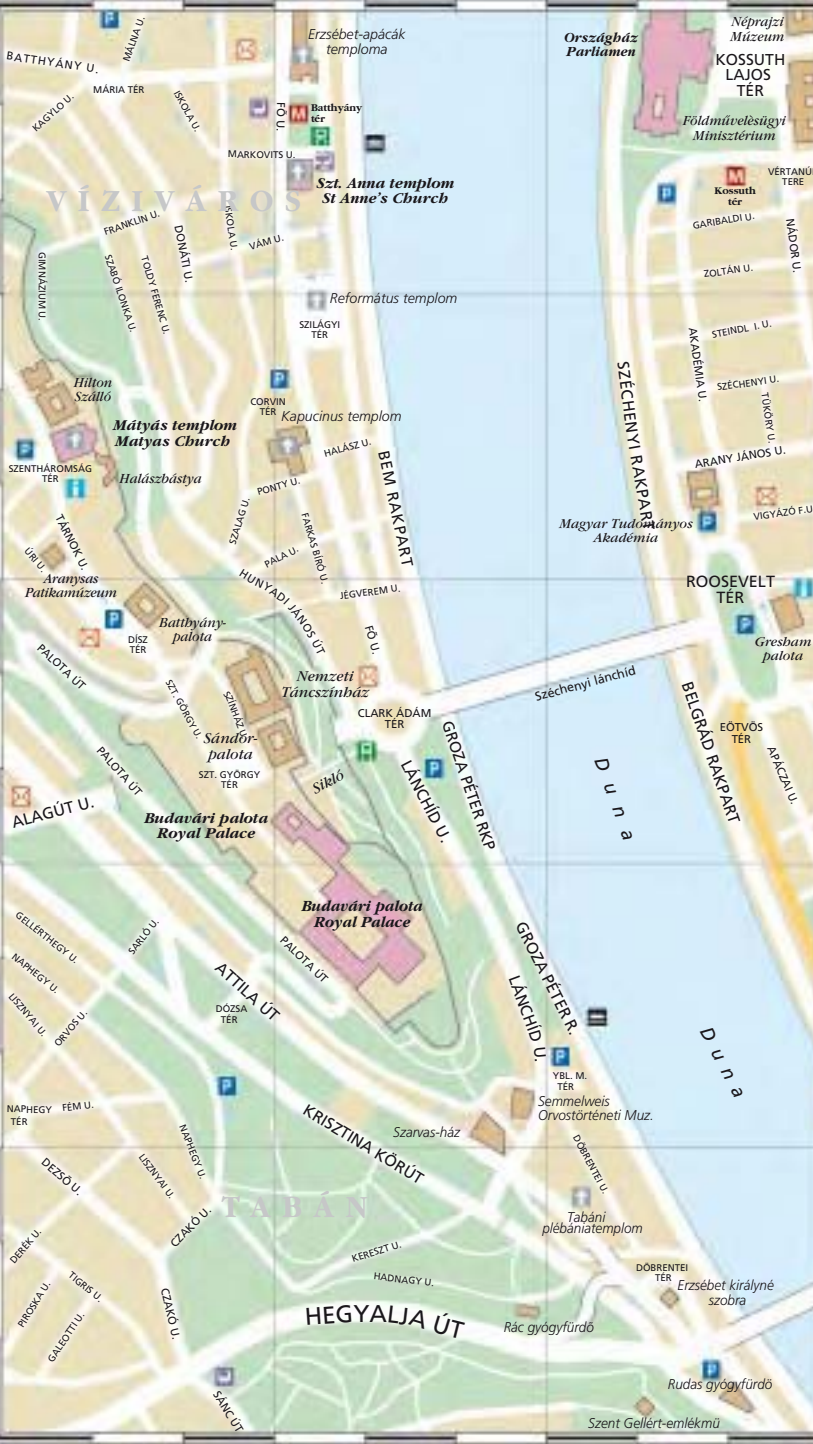 Erzsébet-apácák
temploma
Országház
Parliamen
Néprajzi
Múzeum
KOSSUTH
LAJOS
TÉR
MÁLNA U.
BATTHYÁNY U.
MÁRIA TÉR
KAGYLO U.
ISKOLA U.
FŐ U.
M
Batthyány
tér
Földművelèsügyi
Minisztérium
MARKOVITS U.
Szt. Anna templom
St Anne's Church
M
Kossuth
tér
VÉRTANÚ
TERE
VÍZIVÁROS
FRANKLIN U.
ISKOLA U.
GARIBALDI U.
NÁDOR U.
GIMNÁZIUM U.
SZABÓ ILONKA U.
TOLDY FERENC U.
DONÁTI U.
VÁM U.
ZOLTÁN U.
Református templom
SZILÁGYI
TÉR
AKADÉMIA U.
STEINDL I. U.
Hilton
Szálló
CORVIN
TÉR
Kapucinus templom
SZÉCHENYI RAKPART
SZÉCHENYI U.
TÜKÖRY U.
Mátyás templom
Matyas Church
HALÁSZ U.
BEM RAKPART
ARANY JÁNOS U.
SZENTHÁROMSÁG
TÉR
Halászbástya
PONTY U.
SZALAG U.
FARKAS BÍRÓ U.
VIGYÁZÓ F.U
Magyar Tudományos
Akadémia
TÁRNOK U.
ÚRI U.
PALA U.
Aranysas
Patikamúzeum
HUNYADI JÁNOS ÚT
JÉGVEREM U.
ROOSEVELT
TÉR
Batthyány-
palota
DÍSZ
TÉR
FŐ U.
Gresham
palota
PALOTA ÚT
SZT. GYÖRGY U.
SZÍNHÁZ U.
Nemzeti
Táncszínház
Széchenyi lánchíd
CLARK ÁDÁM
TÉR
BELGRÁD RAKPART
EÖTVÖS
TÉR
Sándor-
palota
SZT. GYÖRGY
TÉR
PALOTA ÚT
Sikló
LÁNCHÍD U.
GROZA PÉTER RKP
Duna
APÁCZAI U.
ALAGÚT U.
Budavári palota
Royal Palace
Budavári palota
Royal Palace
GELLÉRTHEGY U.
SARLÓ U.
NAPHEGY U.
LISZNYAI U.
ORVOS U.
PALOTA ÚT
ATTILA ÚT
DÓZSA
TÉR
GROZA PÉTER R.
LÁNCHÍD U.
Duna
YBL. M.
TÉR
Semmelweis
Orvostörténeti Muz.
NAPHEGY
TÉR
FÉM U.
KRISZTINA KÖRÚT
Szarvas-ház
NAPHEGY U.
DEZSŐ U.
LISZNYAI U.
DÖBRENTEI U.
CZAKÓ U.
TABÁN
Tabáni
plébániatemplom
DERÉK U.
KERESZT U.
HADNAGY U.
DÖBRENTEI
TÉR
Erzsébet királyné
szobra
TIGRIS U.
PIROSKA U.
GALEOTTI U.
CZAKÓ U.
HEGYALJA ÚT
Rác gyógyfürdő
Rudas gyógyfürdö
SÁNC ÚT
Szent Gellért-emlékmü